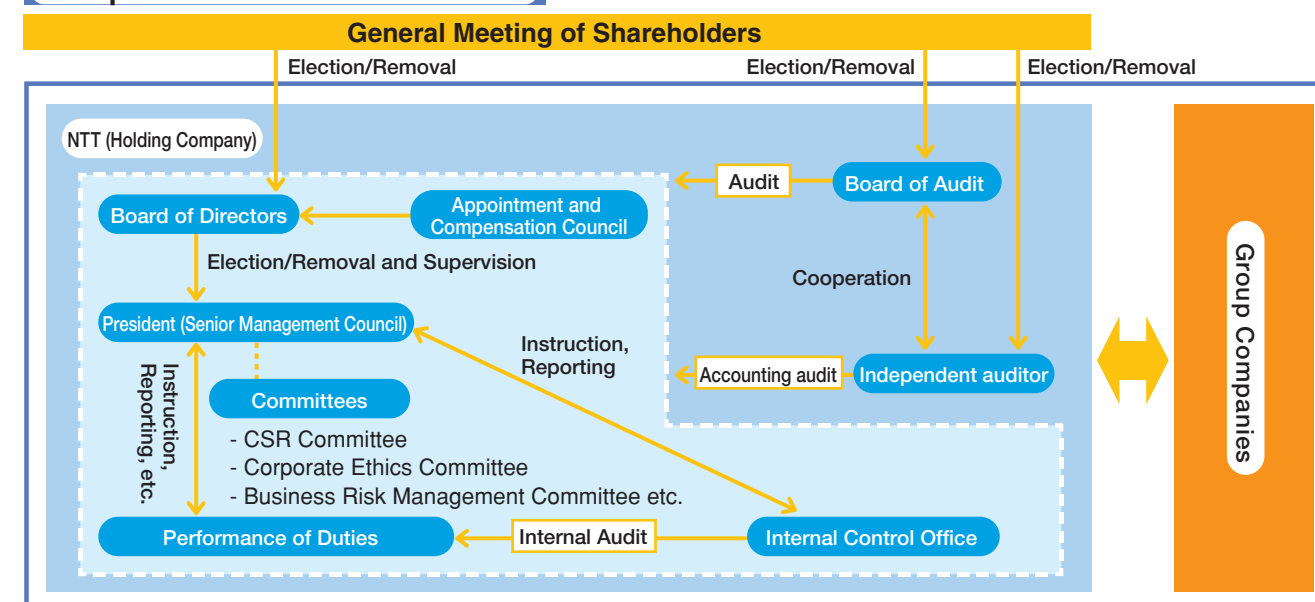 General Meeting of Shareholders
Election/Removal
Election/Removal
Election/Removal
NTT (Holding Company)
Audit
Board of Audit
Board of Directors
Appointment and
Compensation Council
Election/Removal and Supervision
Cooperation
President (Senior Management Council)
Instruction,
Reporting
Accounting audit
Independent auditor
Instruction,
Reporting, etc.
Committees
- CSR Committee
- Corporate Ethics Committee
- Business Risk Management Committee etc.
Performance of Duties
Internal Audit
Internal Control Office
Group Companies